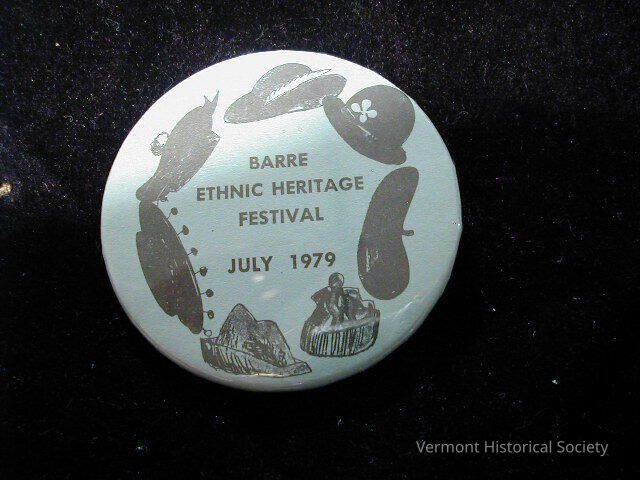 BARRE
ETHNIC HERITAGE
FESTIVAL
JULY 1979
Vermont Historical Society